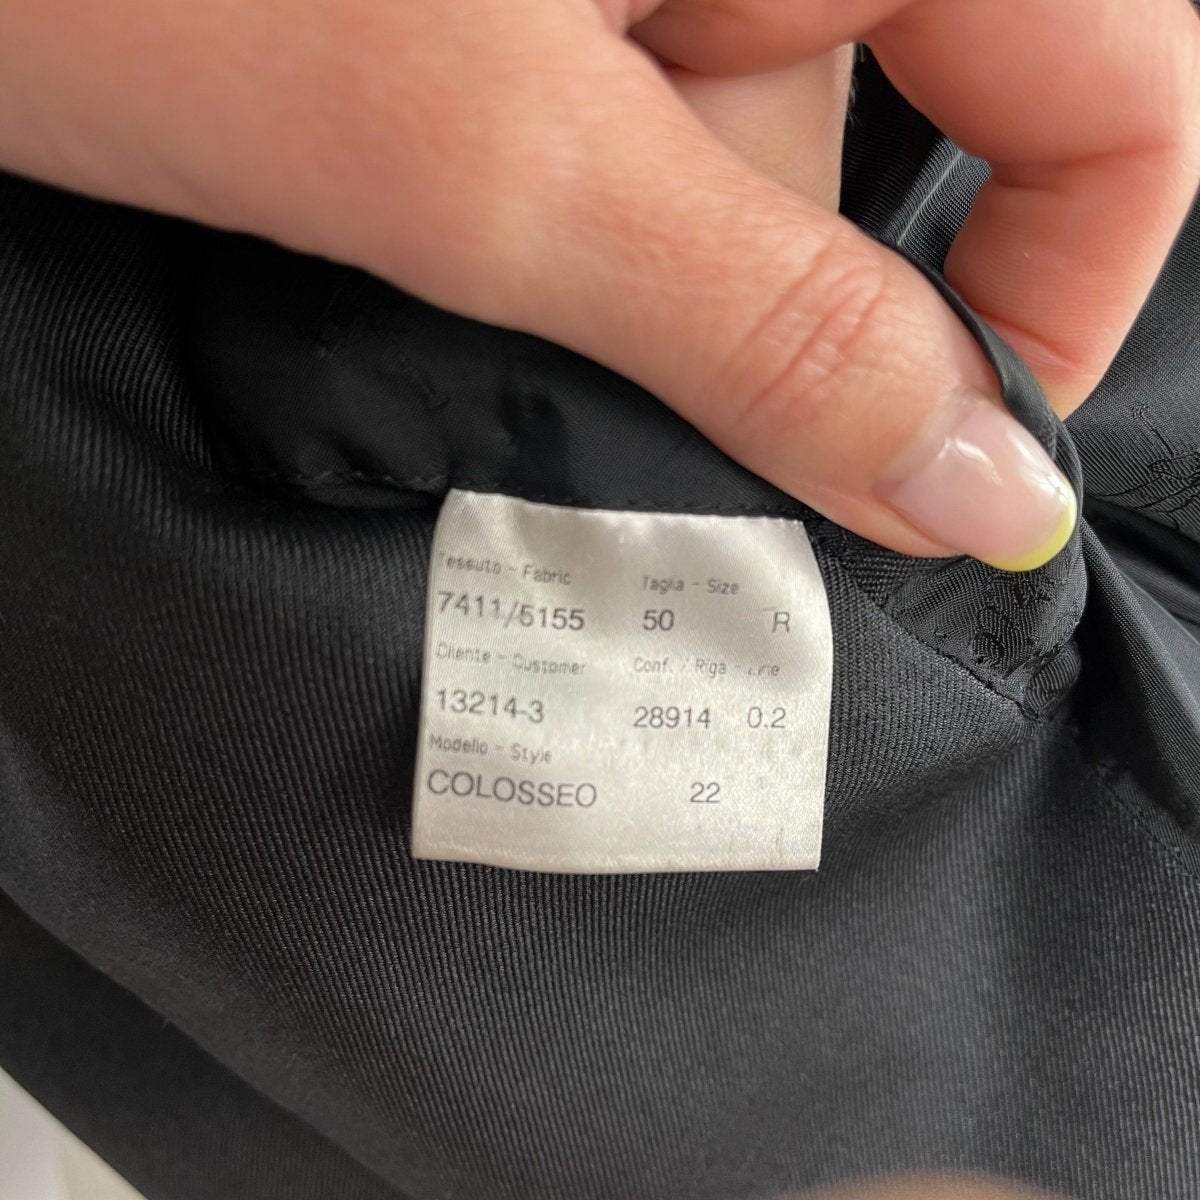 Tessuto - Fabric Taglia - Size
7411/5155 50 R
Cliente - Customer Conf. / Riga - Line
13214-3 28914 0.2
Modello - Style
COLOSSEO 22